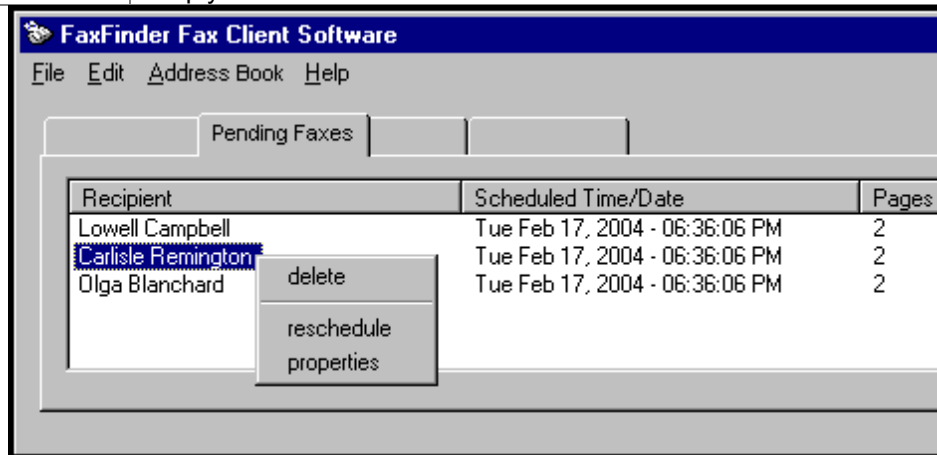 FaxFinder Fax Client Software
File Edit Address Book Help
Pending Faxes
Recipient Scheduled Time/Date Pages
Lowell Campbell Tue Feb 17, 2004 - 06:36:06 PM 2
Carlisle Remington Tue Feb 17, 2004 - 06:36:06 PM 2
Olga Blanchard Tue Feb 17, 2004 - 06:36:06 PM 2
delete
reschedule
properties